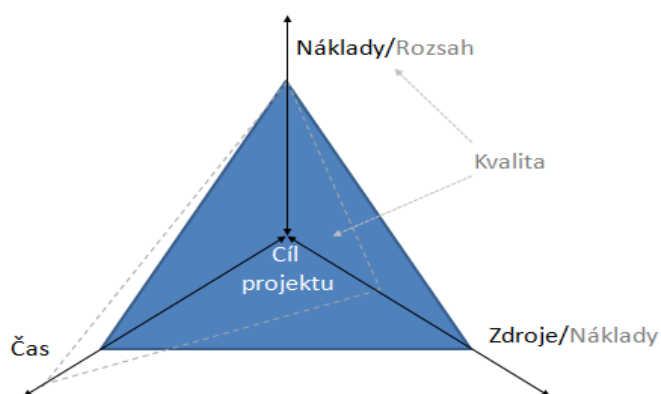 Náklady/Rozsah
Kvalita
Cíl
projektu
Čas
Zdroje/Náklady